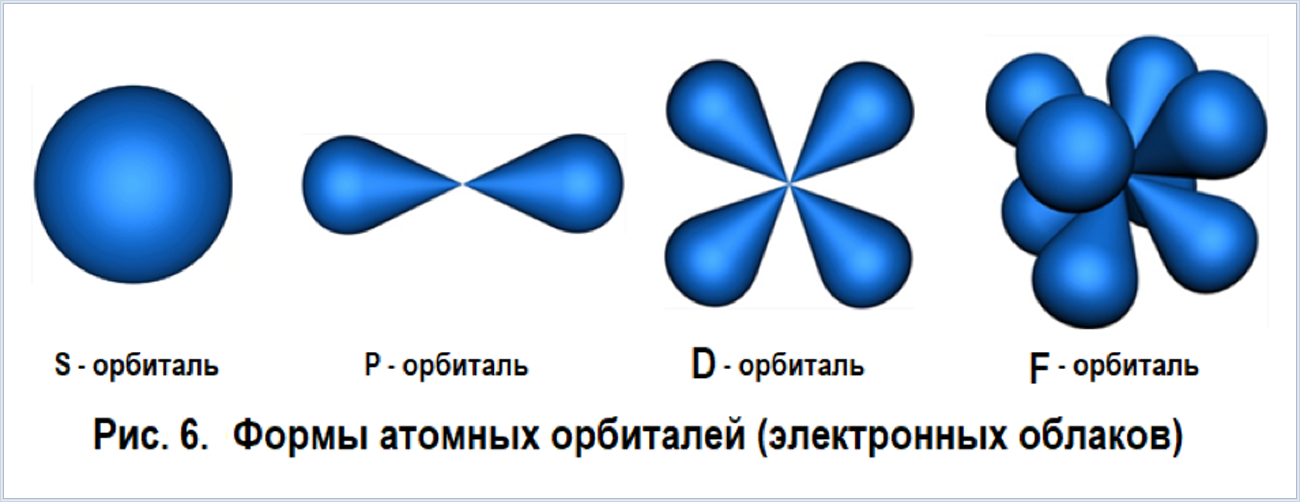 S - орбиталь P - орбиталь D - орбиталь F - орбиталь
Рис. 6. Формы атомных орбиталей (электронных облаков)